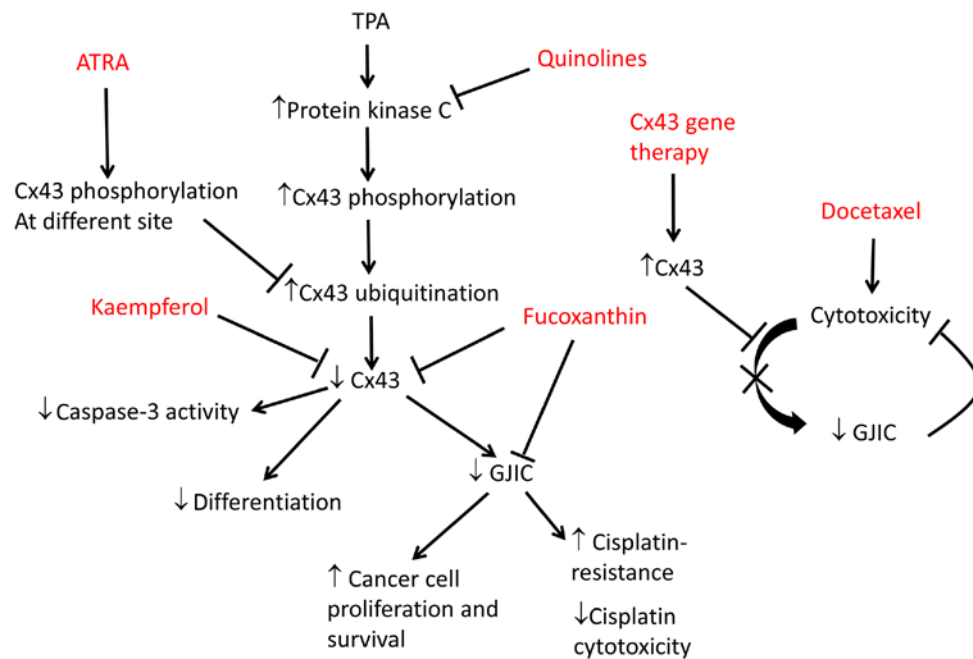 TPA
ATRA
Quinolines
↑Protein kinase C
Cx43 gene
therapy
Cx43 phosphorylation
At different site
↑Cx43 phosphorylation
Docetaxel
↑Cx43
↑Cx43 ubiquitination
Kaempferol
Fucoxanthin
Cytotoxicity
↓ Cx43
↓Caspase-3 activity
↓ GJIC
↓ GJIC
↓Differentiation
↑ Cisplatin-
resistance
↑ Cancer cell
proliferation and
survival
↓Cisplatin
cytotoxicity